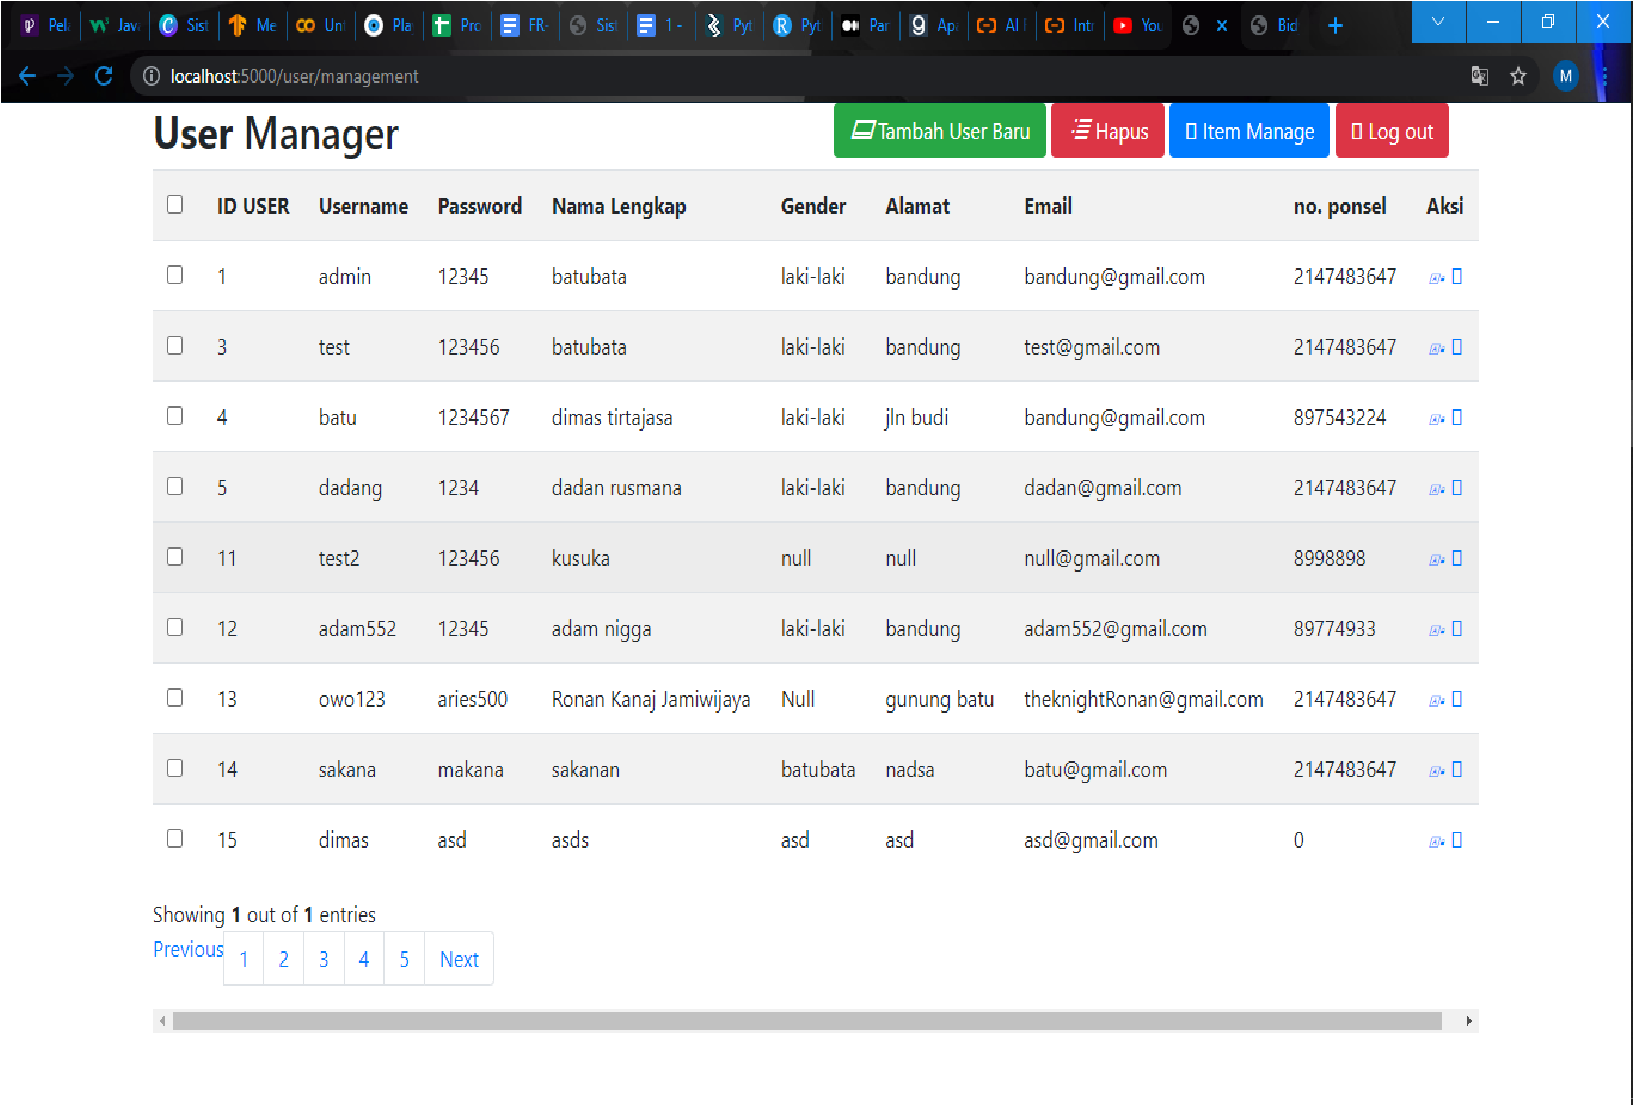 Pel Jav Sist Me Un Pla Pro FR- Sis 1 - Pyt Pyt Par Ap AI Int You Bid
localhost:5000/user/management M
User Manager Tambah User Baru Hapus Item Manage Log out
ID USER Username Password Nama Lengkap Gender Alamat Email no. ponsel Aksi
1 admin 12345 batubata laki-laki bandung bandung@gmail.com 2147483647
3 test 123456 batubata laki-laki bandung test@gmail.com 2147483647
4 batu 1234567 dimas tirtajasa laki-laki jln budi bandung@gmail.com 897543224
5 dadang 1234 dadan rusmana laki-laki bandung dadan@gmail.com 2147483647
11 test2 123456 kusuka null null null@gmail.com 8998898
12 adam552 12345 adam nigga laki-laki bandung adam552@gmail.com 89774933
13 owo123 aries500 Ronan Kanaj Jamiwijaya Null gunung batu theknightRonan@gmail.com 2147483647
14 sakana makana sakanan batubata nadsa batu@gmail.com 2147483647
15 dimas asd asds asd asd asd@gmail.com 0
Showing 1 out of 1 entries
Previous 1 2 3 4 5 Next